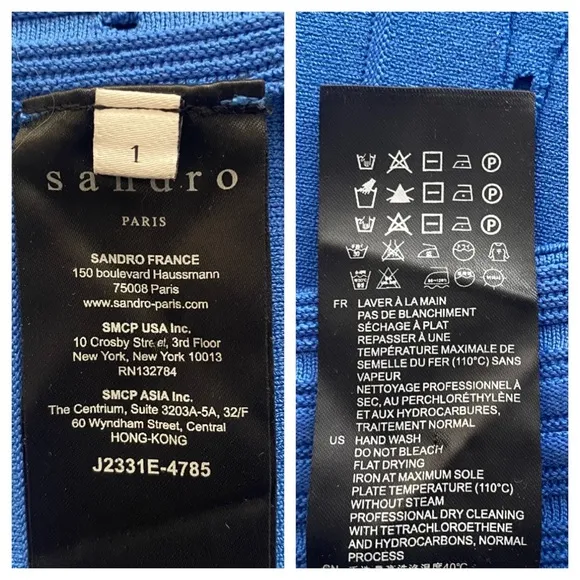 1
sandro
PARIS
SANDRO FRANCE
150 boulevard Haussmann
75008 Paris
www.sandro-paris.com
SMCP USA Inc.
10 Crosby Street, 3rd Floor
New York, New York 10013
RN132784
SMCP ASIA Inc.
The Centrium, Suite 3203A-5A, 32/F
60 Wyndham Street, Central
HONG-KONG
J2331E-4785
P
P
P
FR LAVER À LA MAIN
PAS DE BLANCHIMENT
SÉCHAGE À PLAT
REPASSER À UNE
TEMPÉRATURE MAXIMALE DE
SEMELLE DU FER (110°C) SANS
VAPEUR
NETTOYAGE PROFESSIONNEL À
SEC, AU PERCHLORÉTHYLÈNE
ET AUX HYDROCARBURES,
TRAITEMENT NORMAL
US HAND WASH
DO NOT BLEACH
FLAT DRYING
IRON AT MAXIMUM SOLE
PLATE TEMPERATURE (110°C)
WITHOUT STEAM
PROFESSIONAL DRY CLEANING
WITH TETRACHLOROETHENE
AND HYDROCARBONS, NORMAL
PROCESS